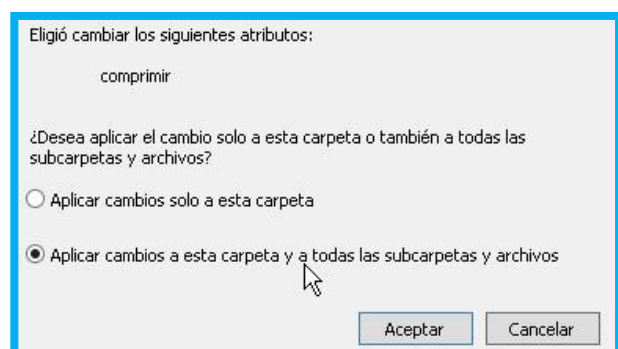 Eligió cambiar los siguientes atributos:
comprimir
¿Desea aplicar el cambio solo a esta carpeta o también a todas las
subcarpetas y archivos?
Aplicar cambios solo a esta carpeta
Aplicar cambios a esta carpeta y a todas las subcarpetas y archivos
Aceptar
Cancelar